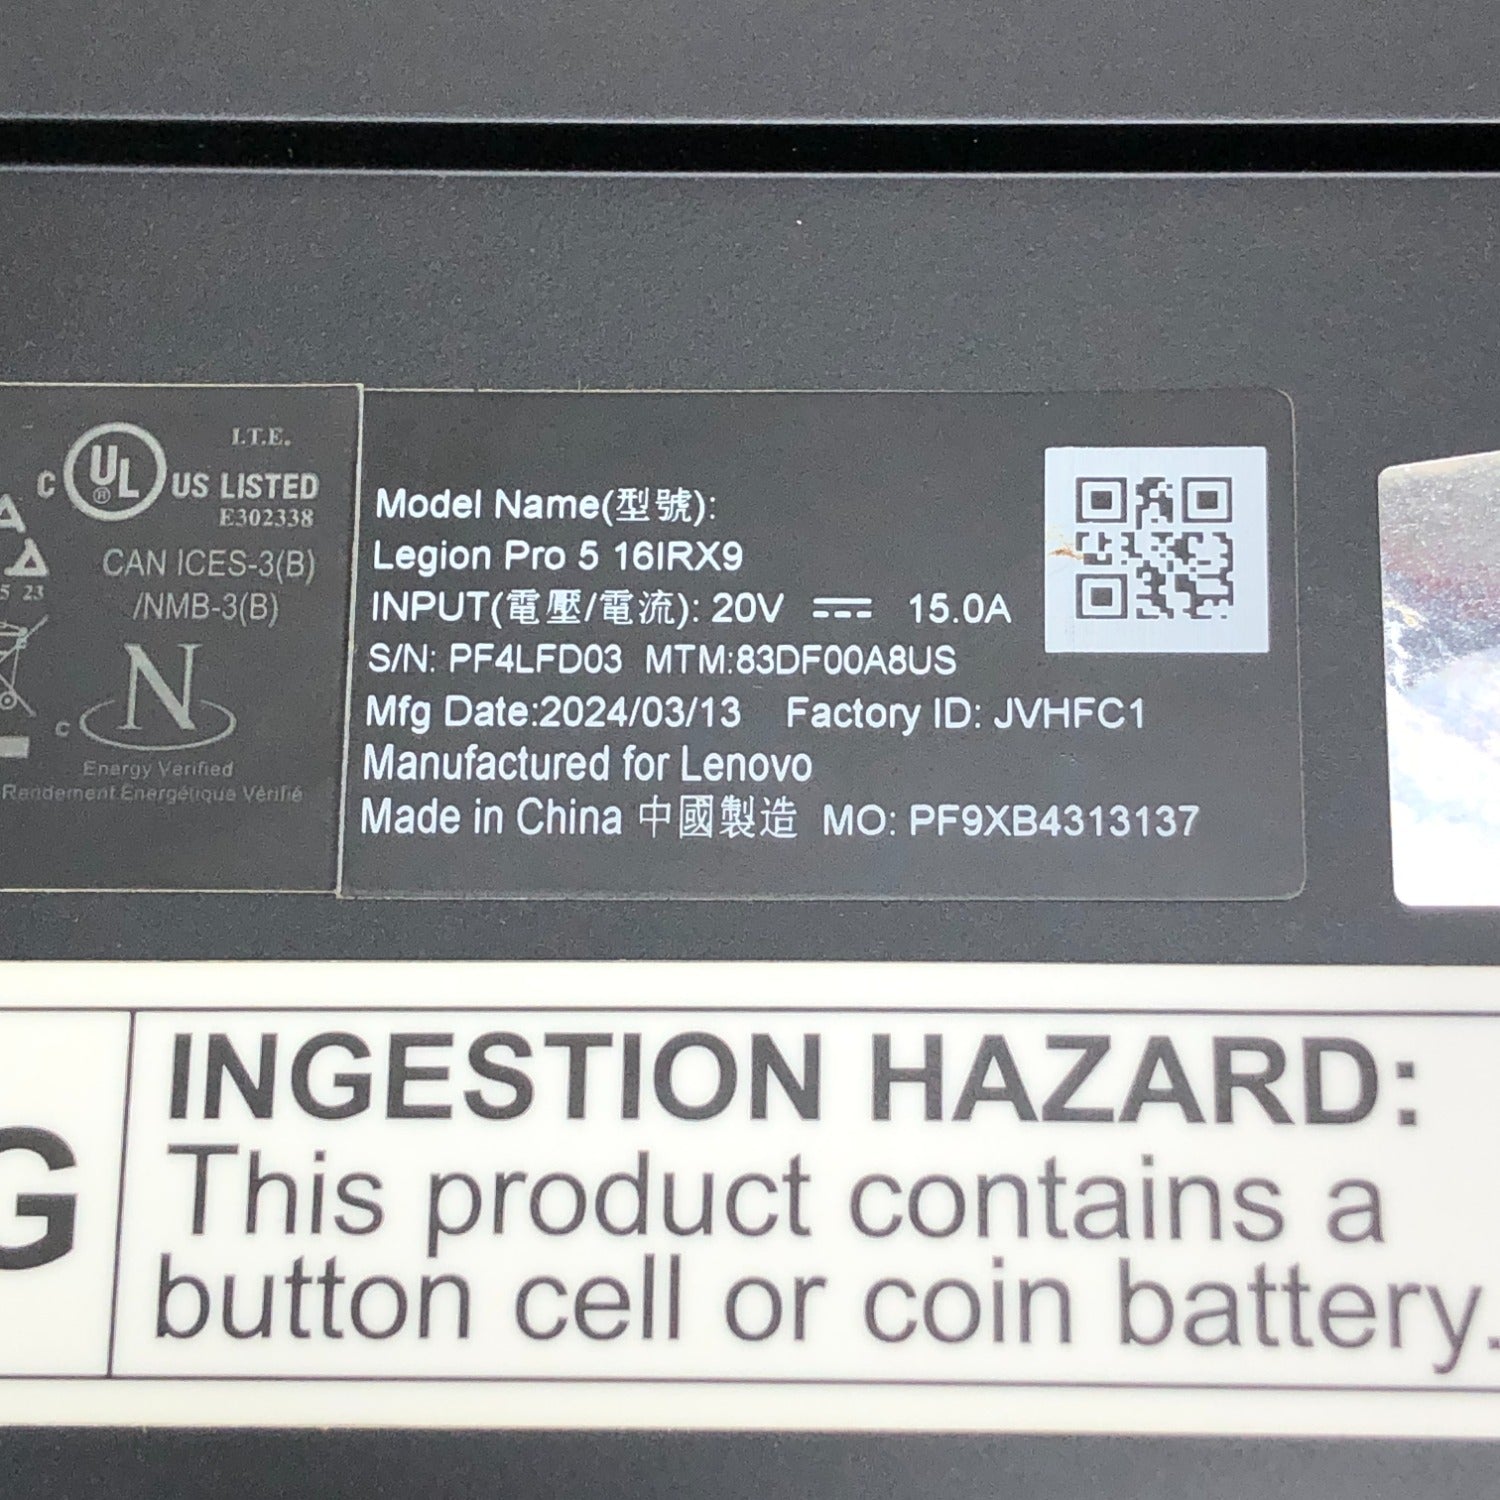 I.T.E.
C UL ® US LISTED
E302338
CAN ICES-3(B)
/NMB-3(B)
5 23
N
c
Energy Verified
Rendement Énergétique Vérifié
Model Name(型號):
Legion Pro 5 16IRX9
INPUT(電壓/電流): 20V ⎓ 15.0A
S/N: PF4LFD03 MTM:83DF00A8US
Mfg Date:2024/03/13 Factory ID: JVHFC1
Manufactured for Lenovo
Made in China 中國製造 MO: PF9XB4313137
G
INGESTION HAZARD:
This product contains a
button cell or coin battery.